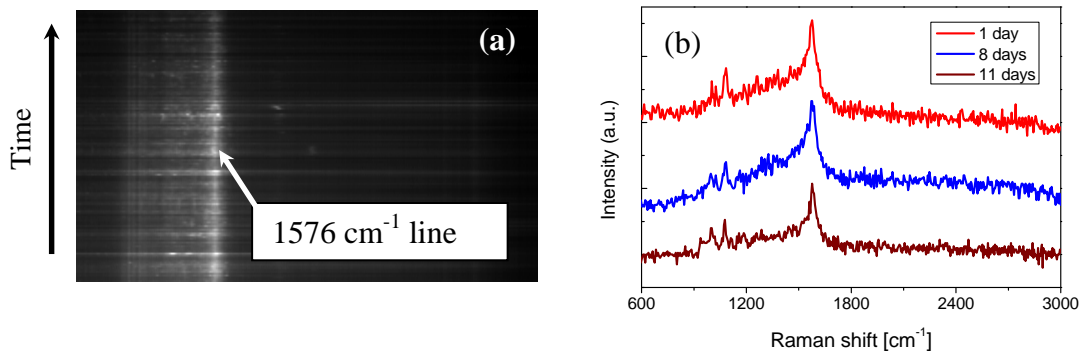 (a)
Time
1576 cm⁻¹ line
(b)
1 day
8 days
11 days
Intensity (a.u.)
600 1200 1800 2400 3000
Raman shift [cm⁻¹]